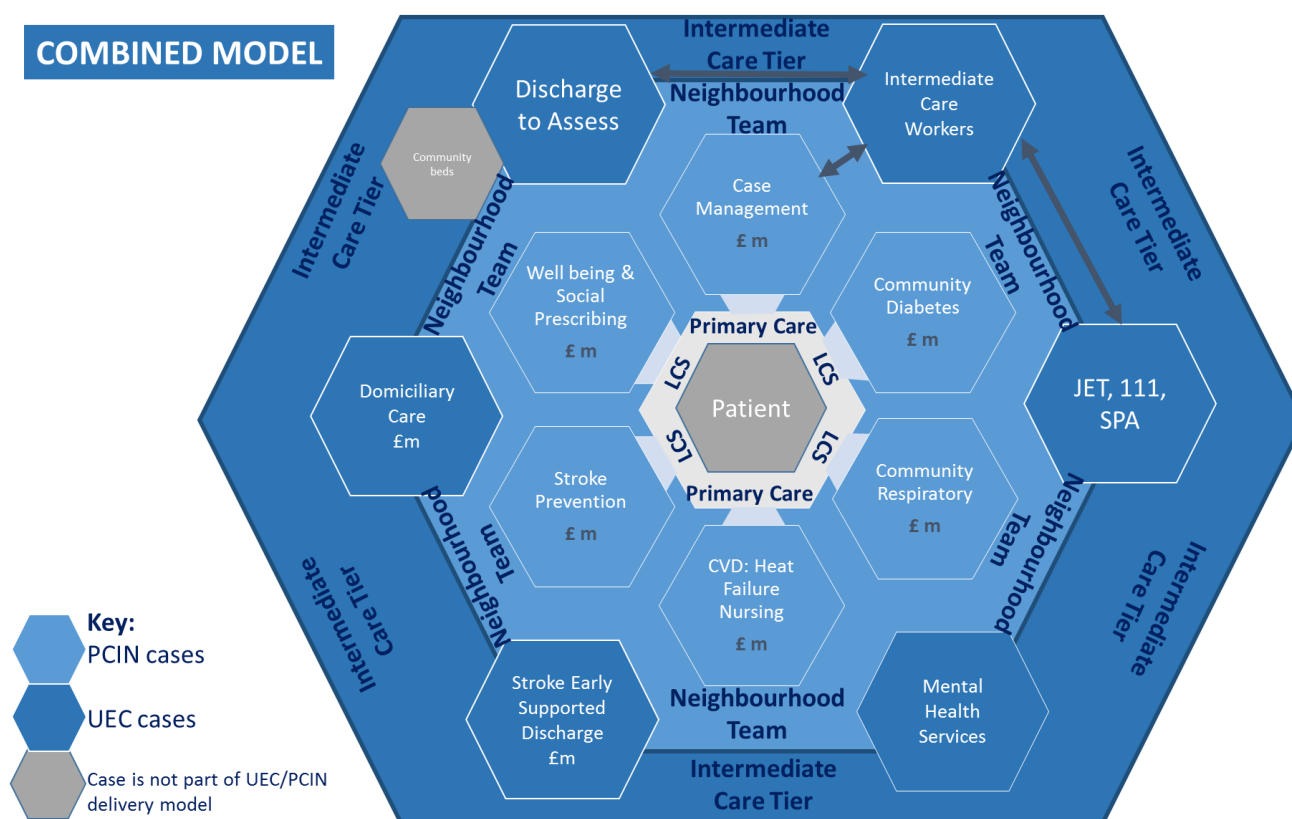 COMBINED MODEL
Intermediate
Care Tier
Neighbourhood
Team
Discharge
to Assess
Intermediate
Care
Workers
Community
beds
Intermediate
Care Tier
Neighbourhood
Team
Case
Management
£ m
Neighbourhood
Team
Intermediate
Care Tier
Well being &
Social
Prescribing
£ m
Community
Diabetes
£ m
Primary Care
LCS
LCS
Patient
LCS
LCS
Primary Care
Domiciliary
Care
£m
JET, 111,
SPA
Stroke
Prevention
£ m
Community
Respiratory
£ m
Neighbourhood
Team
Intermediate
Care Tier
CVD: Heat
Failure
Nursing
£ m
Neighbourhood
Team
Intermediate
Care Tier
Stroke Early
Supported
Discharge
£m
Neighbourhood
Team
Mental
Health
Services
Intermediate
Care Tier
Key:
PCIN cases
UEC cases
Case is not part of UEC/PCIN
delivery model